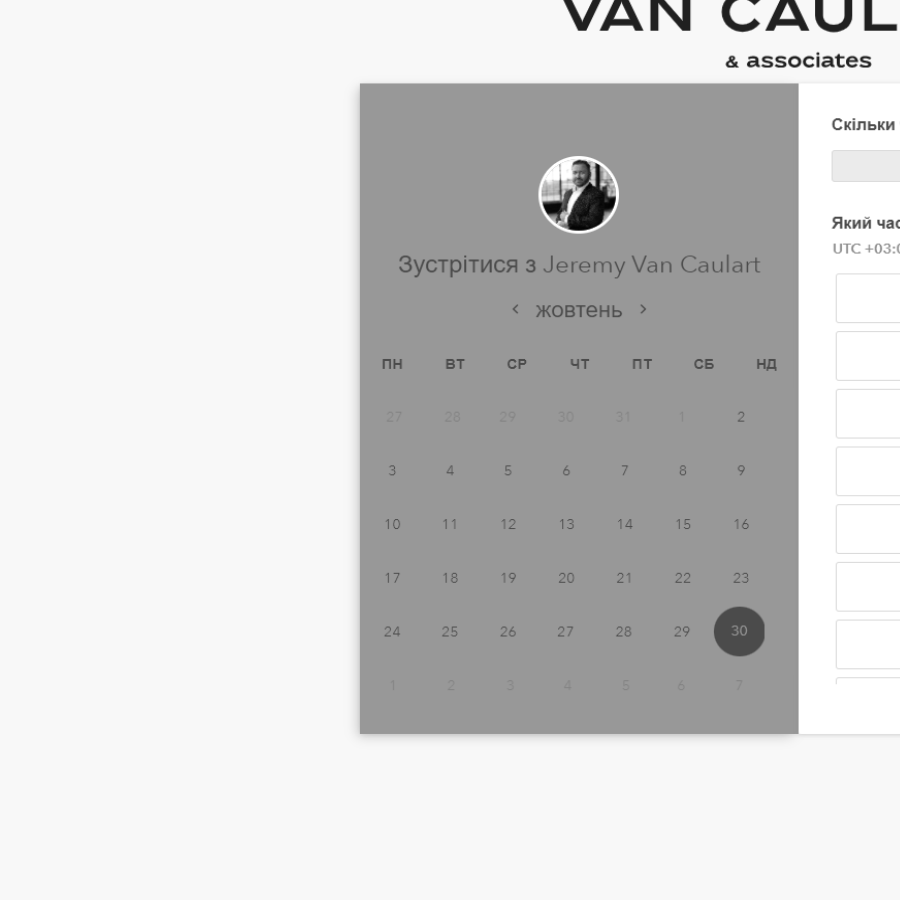 VAN CAUL
& associates
Зустрітися з Jeremy Van Caulart
жовтень
ПН ВТ СР ЧТ ПТ СБ НД
27 28 29 30 31 1 2
3 4 5 6 7 8 9
10 11 12 13 14 15 16
17 18 19 20 21 22 23
24 25 26 27 28 29 30
1 2 3 4 5 6 7
Скільки
Який час
UTC +03:0